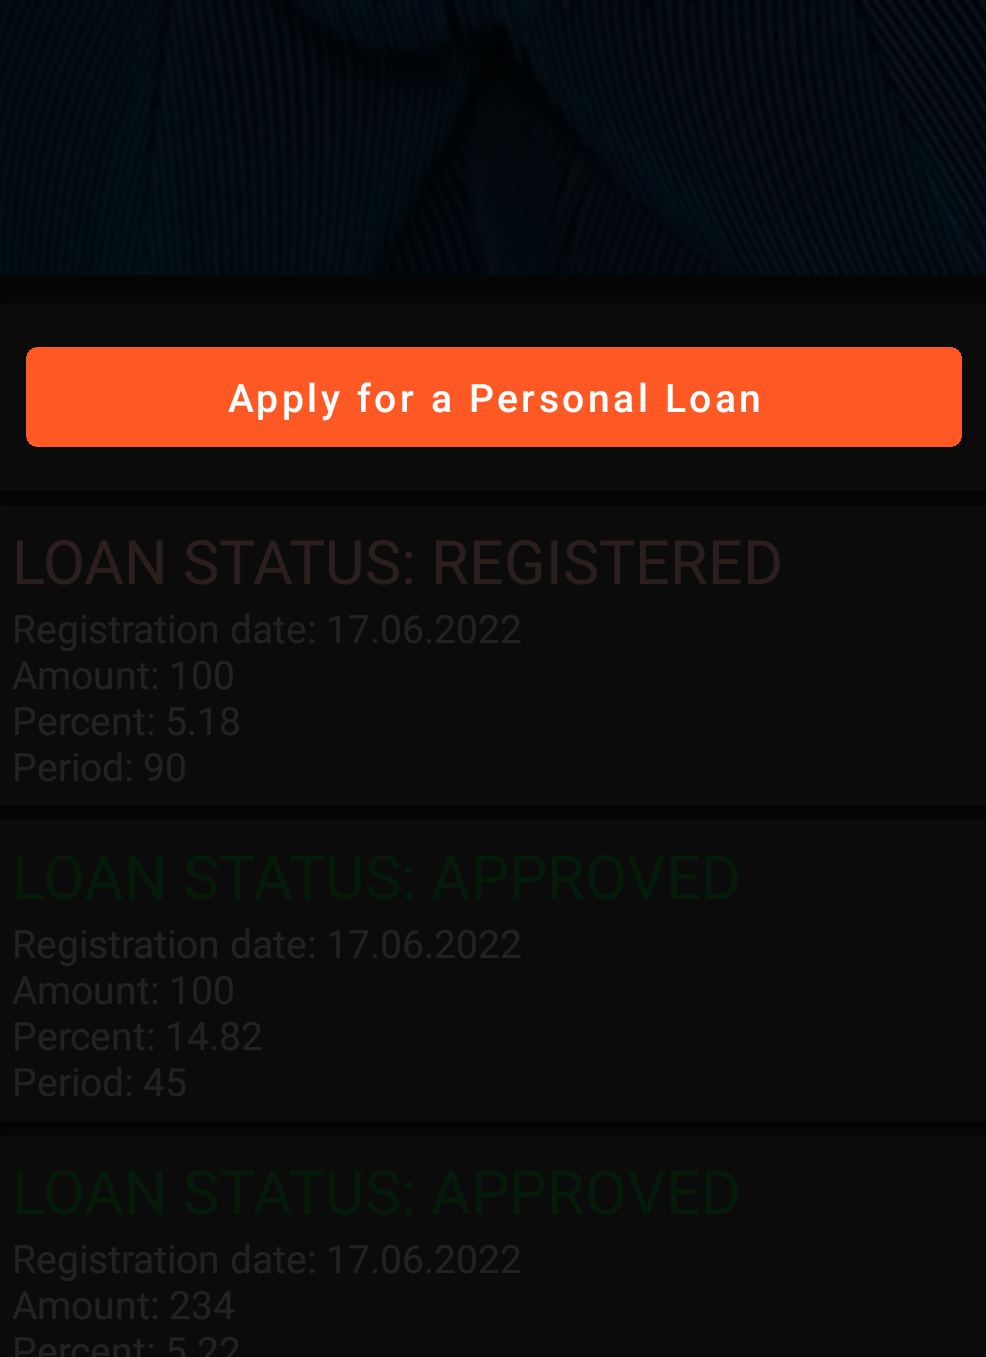 Apply for a Personal Loan
LOAN STATUS: REGISTERED
Registration date: 17.06.2022
Amount: 100
Percent: 5.18
Period: 90
LOAN STATUS: APPROVED
Registration date: 17.06.2022
Amount: 100
Percent: 14.82
Period: 45
LOAN STATUS: APPROVED
Registration date: 17.06.2022
Amount: 234
Percent: 5.22